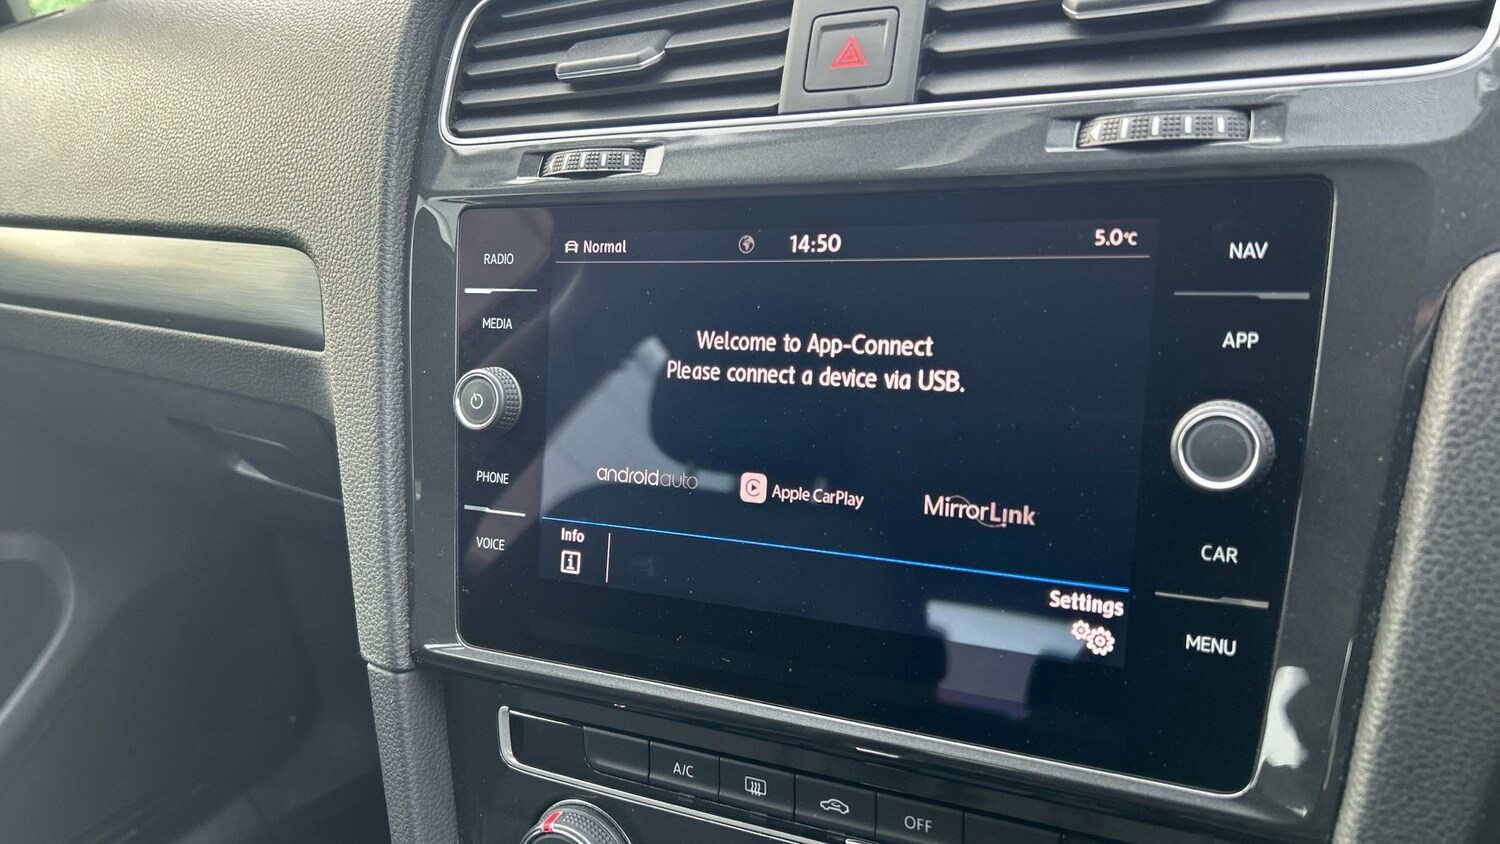 RADIO
MEDIA
PHONE
VOICE
Normal
14:50
5.0°C
Welcome to App-Connect
Please connect a device via USB.
androidauto
Apple CarPlay
MirrorLink
Info
i
Settings
NAV
APP
CAR
MENU
A/C
OFF